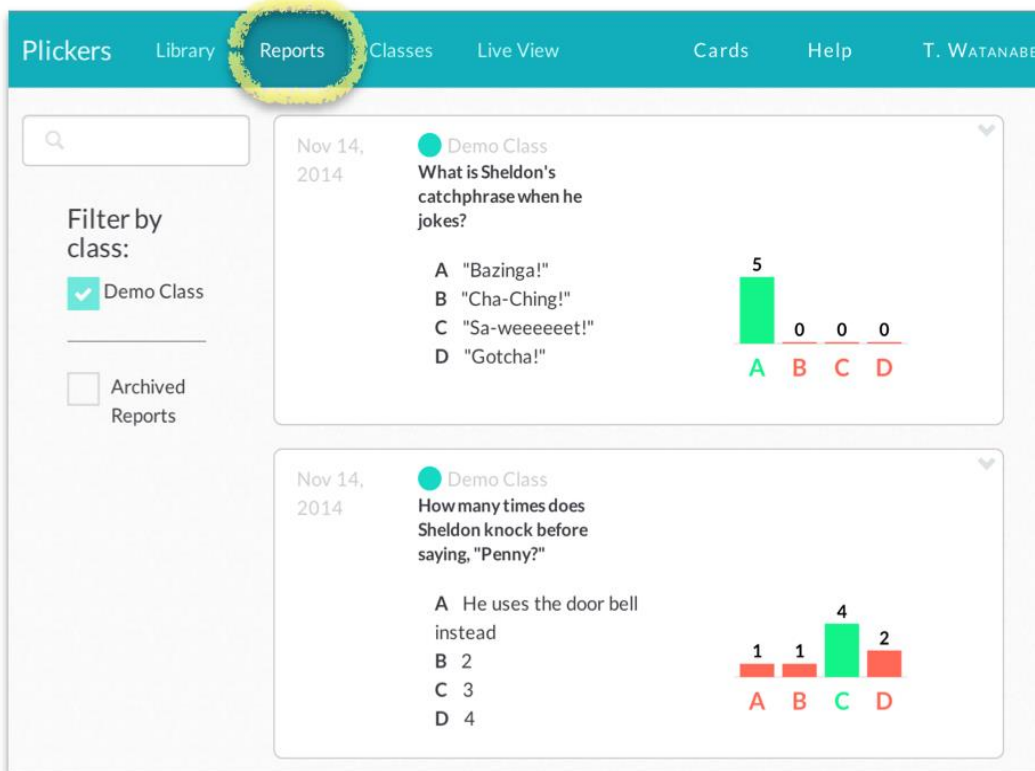 Plickers Library Reports Classes Live View Cards Help T. WATANABE
Filter by
class:
Demo Class
Archived
Reports
Nov 14,
2014
Demo Class
What is Sheldon's
catchphrase when he
jokes?
A "Bazinga!"
B "Cha-Ching!"
C "Sa-weeeeeet!"
D "Gotcha!"
5 0 0 0
A B C D
Nov 14,
2014
Demo Class
How many times does
Sheldon knock before
saying, "Penny?"
A He uses the door bell
instead
B 2
C 3
D 4
1 1 4 2
A B C D